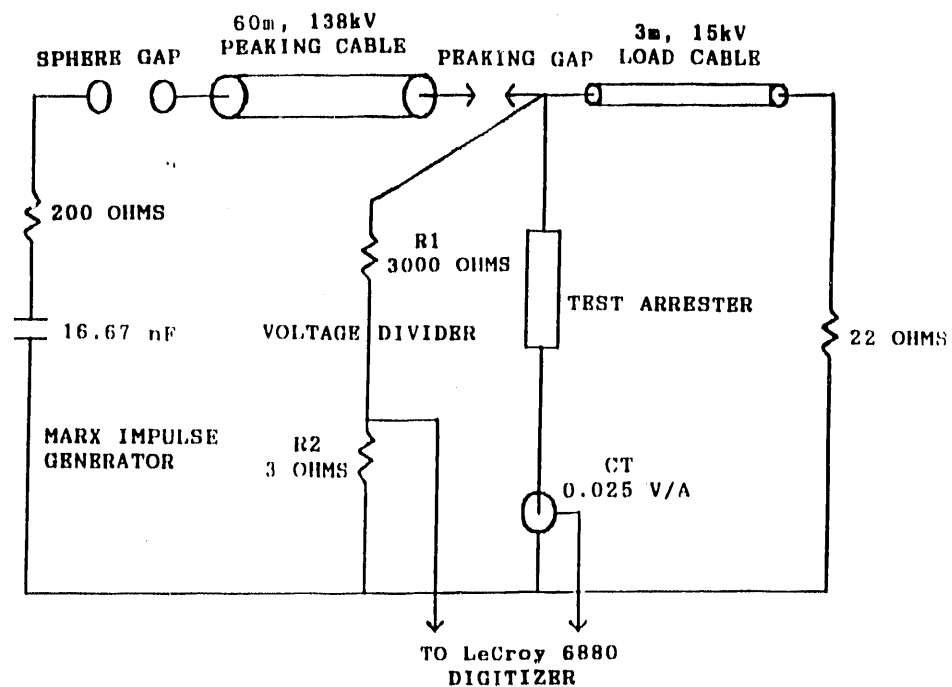 60m, 138kV
PEAKING CABLE
3m, 15kV
LOAD CABLE
SPHERE GAP
PEAKING GAP
200 OHMS
R1
3000 OHMS
TEST ARRESTER
16.67 nF
VOLTAGE DIVIDER
22 OHMS
MARX IMPULSE
GENERATOR
R2
3 OHMS
CT
0.025 V/A
TO LeCroy 6880
DIGITIZER